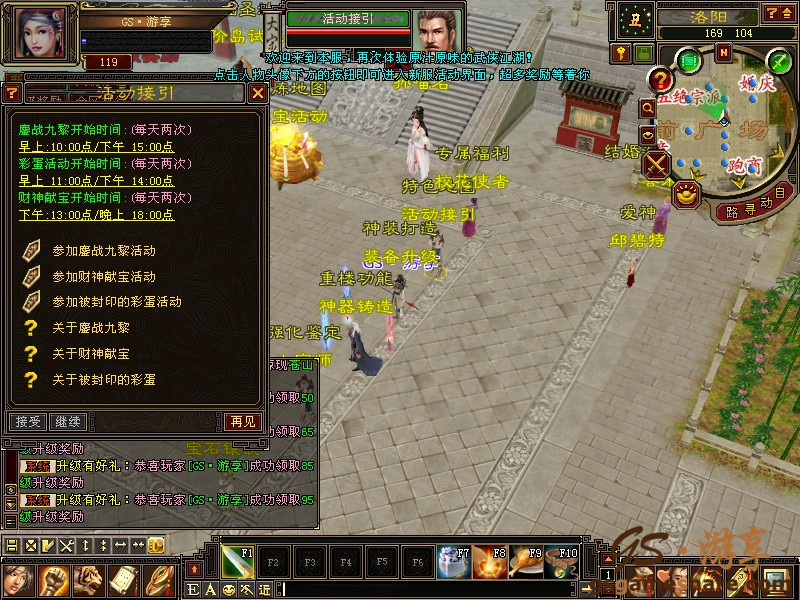 GS·游享
119
活动接引
洛阳
169 104
欢迎来到本服，再次体验原汁原味的武侠江湖！
点击人物头像下方的按钮即可进入新服活动界面，超多奖励等着你
活动接引
鏖战九黎开始时间:(每天两次)
早上:10:00点/下午 15:00点
彩蛋活动开始时间:(每天两次)
早上 11:00点/下午 14:00点
财神献宝开始时间:(每天两次)
下午:13:00点/晚上 18:00点
参加鏖战九黎活动
参加财神献宝活动
参加被封印的彩蛋活动
关于鏖战九黎
关于财神献宝
关于被封印的彩蛋
接受
继续
再见
专属福利
校花使者
活动接引
神装打造
装备升级
重楼功能
神器铸造
强化鉴定
爱神
邱碧特
五绝宗派
婚庆
跑商
自动寻路
N
级升级奖励
升级有好礼：恭喜玩家[GS·游享]成功领取85
级升级奖励
升级有好礼：恭喜玩家[GS·游享]成功领取95
级升级奖励
F1
F2
F3
F4
F5
F6
F7
F8
F9
F10
E A
近
1
GS·游享